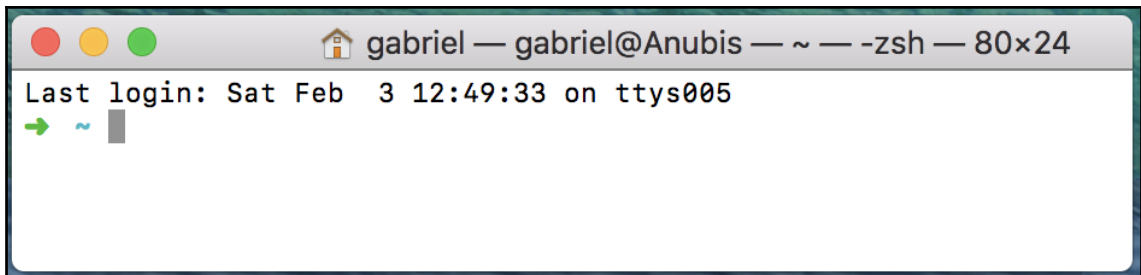 gabriel — gabriel@Anubis — ~ — -zsh — 80×24
Last login: Sat Feb  3 12:49:33 on ttys005
➜  ~